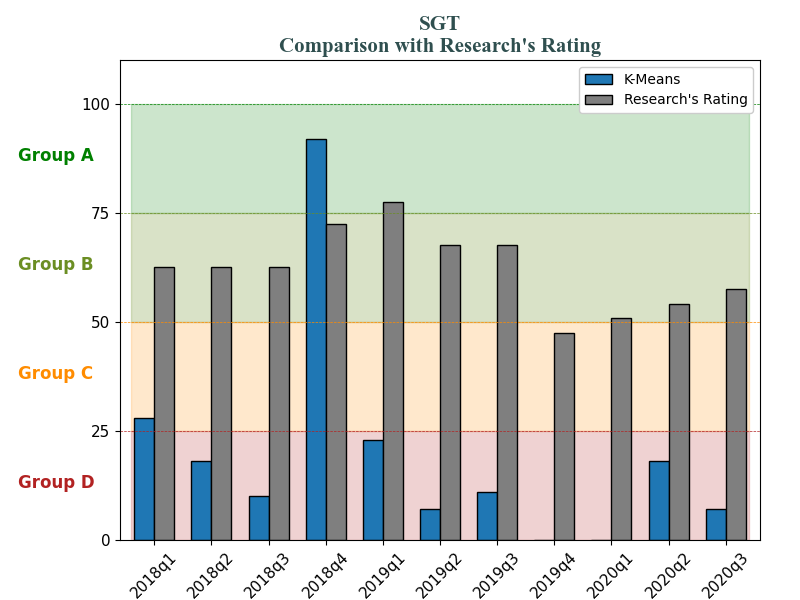 SGT
Comparison with Research's Rating
K-Means
Research's Rating
100
Group A
75
Group B
50
Group C
25
Group D
0
2018q1
2018q2
2018q3
2018q4
2019q1
2019q2
2019q3
2019q4
2020q1
2020q2
2020q3